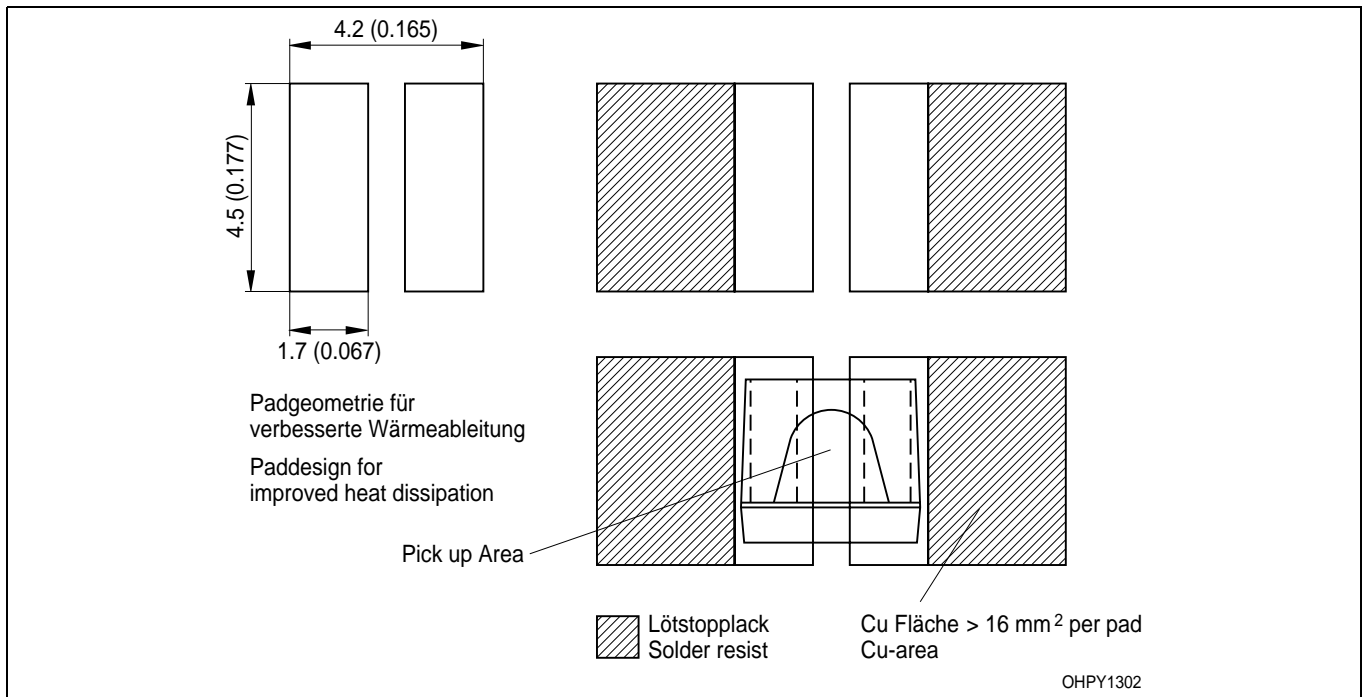 4.2 (0.165)
4.5 (0.177)
1.7 (0.067)
Padgeometrie für
verbesserte Wärmeableitung
Paddesign for
improved heat dissipation
Pick up Area
Lötstopplack
Solder resist
Cu Fläche > 16 mm² per pad
Cu-area
OHPY1302